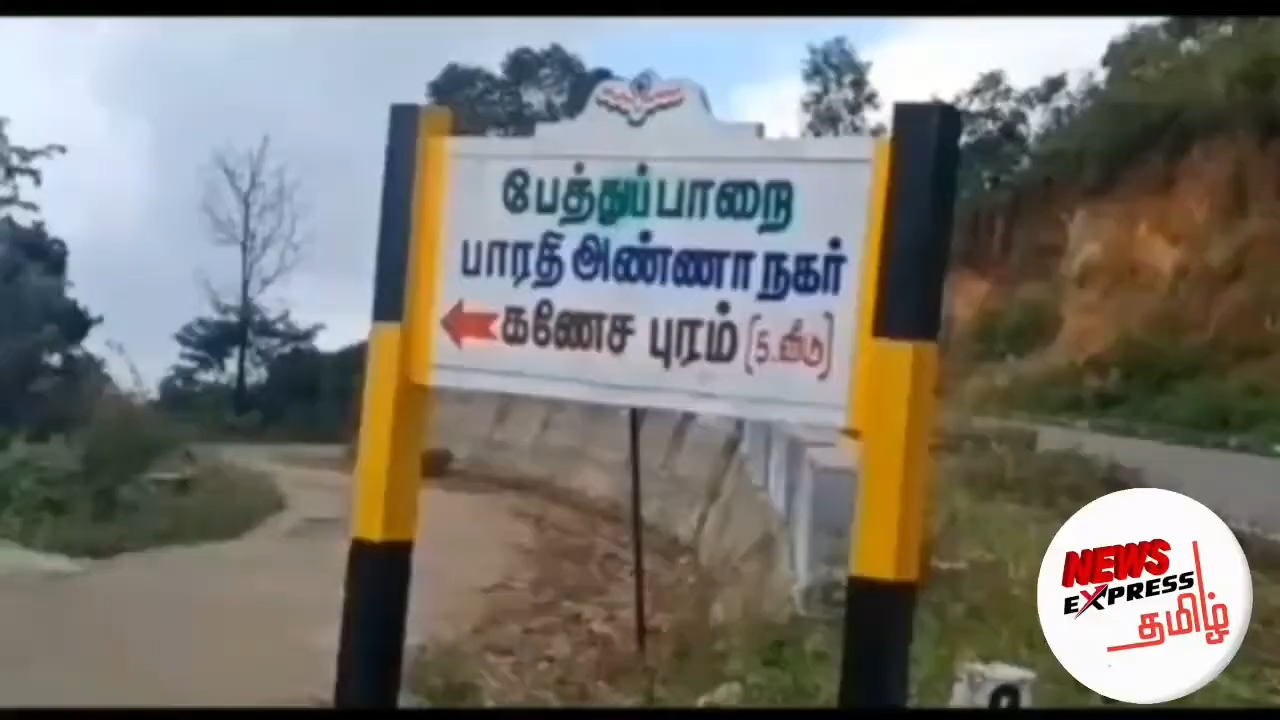 பேத்துப்பாறை
பாரதி அண்ணா நகர்
கணேச புரம் (5.வீடு)
NEWS
EXPRESS
தமிழ்